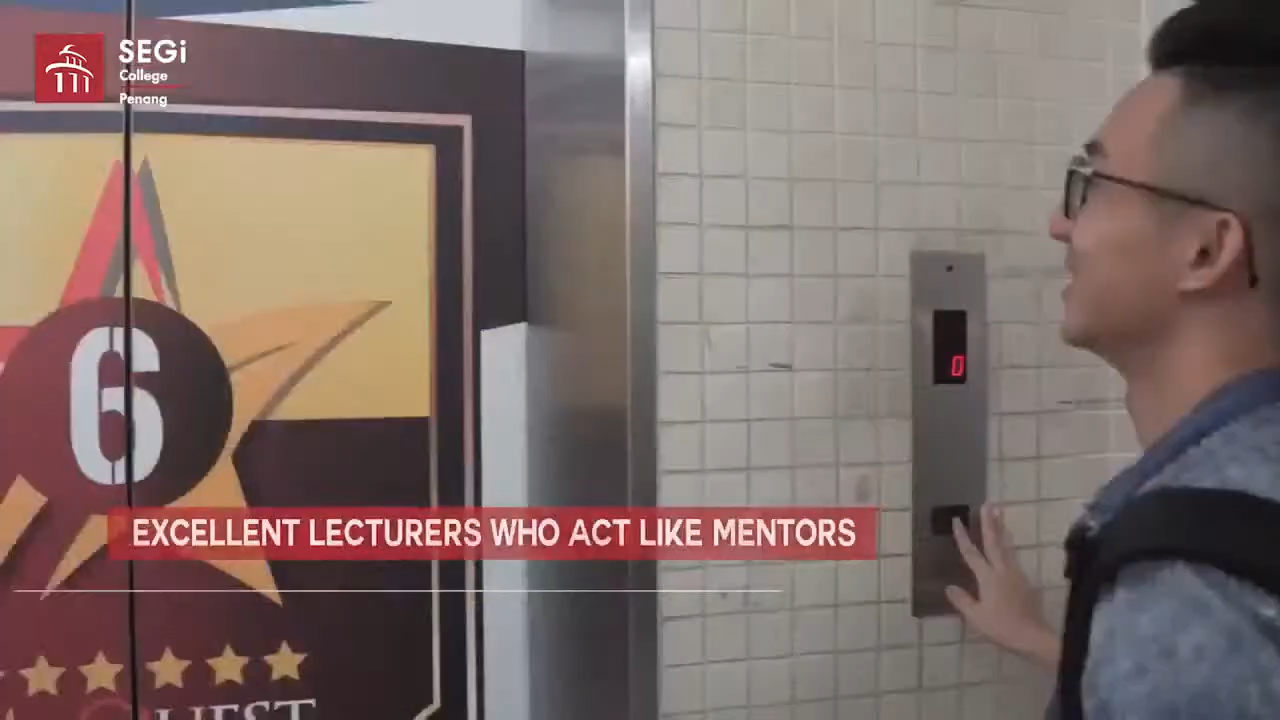 SEGi
College
Penang
6
0
EXCELLENT LECTURERS WHO ACT LIKE MENTORS